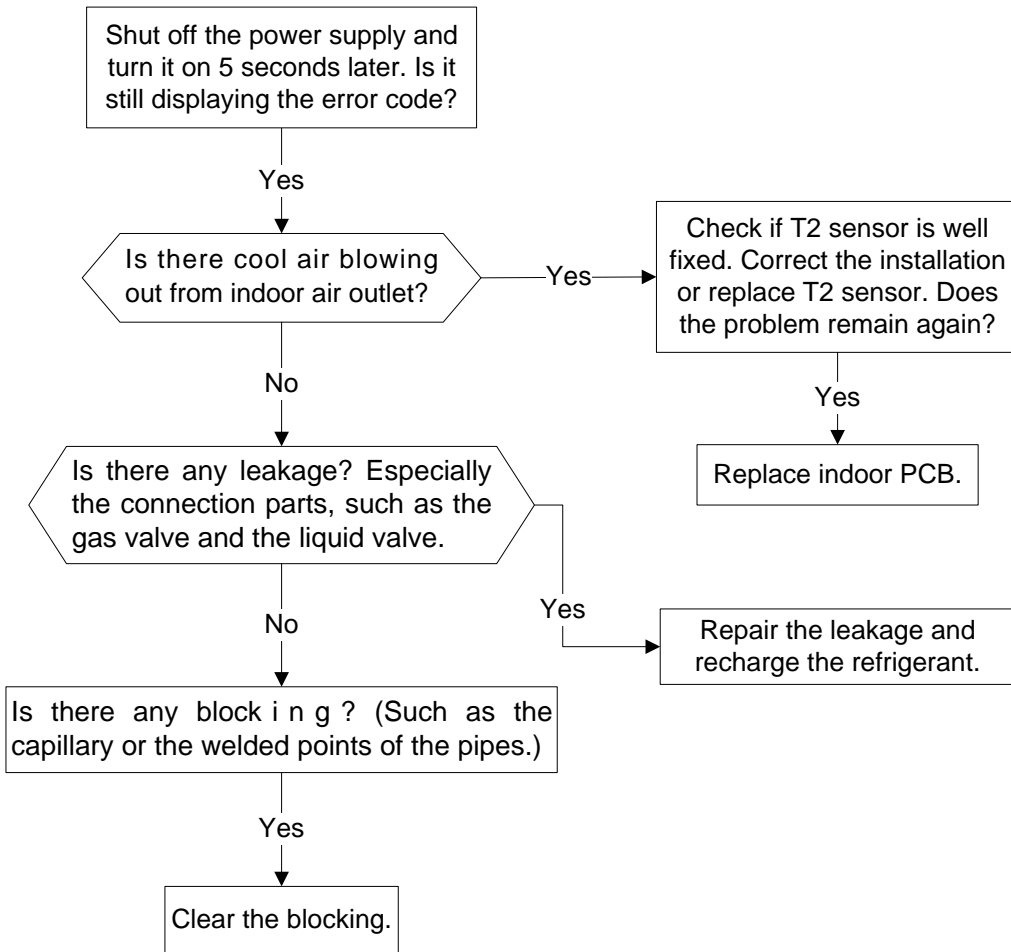 Shut off the power supply and
turn it on 5 seconds later. Is it
still displaying the error code?
Yes
Is there cool air blowing
out from indoor air outlet?
Yes
Check if T2 sensor is well
fixed. Correct the installation
or replace T2 sensor. Does
the problem remain again?
Yes
Replace indoor PCB.
No
Is there any leakage? Especially
the connection parts, such as the
gas valve and the liquid valve.
Yes
Repair the leakage and
recharge the refrigerant.
No
Is there any blocking? (Such as the
capillary or the welded points of the pipes.)
Yes
Clear the blocking.